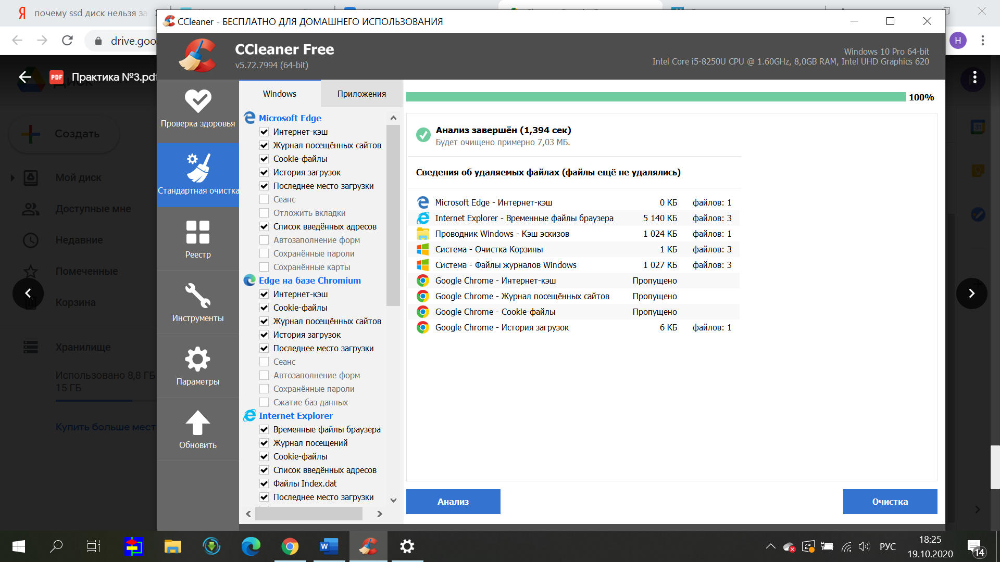 Я почему ssd диск нельзя за
CCleaner - БЕСПЛАТНО ДЛЯ ДОМАШНЕГО ИСПОЛЬЗОВАНИЯ
drive.goo
H
CCleaner Free
v5.72.7994 (64-bit)
Windows 10 Pro 64-bit
Intel Core i5-8250U CPU @ 1.60GHz, 8,0GB RAM, Intel UHD Graphics 620
PDF Практика №3.pdf
Диск
Создать
Мой диск
Доступные мне
Недавние
Помеченные
Корзина
Хранилище
Использовано 8,8 ГБ
15 ГБ
Купить больше мест
Проверка здоровья
Стандартная очистка
Реестр
Инструменты
Параметры
Обновить
Windows
Приложения
Microsoft Edge
Интернет-кэш
Журнал посещённых сайтов
Cookie-файлы
История загрузок
Последнее место загрузки
Сеанс
Отложить вкладки
Список введённых адресов
Автозаполнение форм
Сохранённые пароли
Сохранённые карты
Edge на базе Chromium
Интернет-кэш
Cookie-файлы
Журнал посещённых сайтов
История загрузок
Последнее место загрузки
Сеанс
Автозаполнение форм
Сохранённые пароли
Сжатие баз данных
Internet Explorer
Временные файлы браузера
Журнал посещений
Cookie-файлы
Список введённых адресов
Файлы Index.dat
Последнее место загрузки
100%
Анализ завершён (1,394 сек)
Будет очищено примерно 7,03 МБ.
Сведения об удаляемых файлах (файлы ещё не удалялись)
Microsoft Edge - Интернет-кэш 0 КБ файлов: 1
Internet Explorer - Временные файлы браузера 5 140 КБ файлов: 3
Проводник Windows - Кэш эскизов 1 024 КБ файлов: 1
Система - Очистка Корзины 1 КБ файлов: 3
Система - Файлы журналов Windows 1 027 КБ файлов: 3
Google Chrome - Интернет-кэш Пропущено
Google Chrome - Журнал посещённых сайтов Пропущено
Google Chrome - Cookie-файлы Пропущено
Google Chrome - История загрузок 6 КБ файлов: 1
Анализ
Очистка
31
W
РУС
18:25
19.10.2020
14